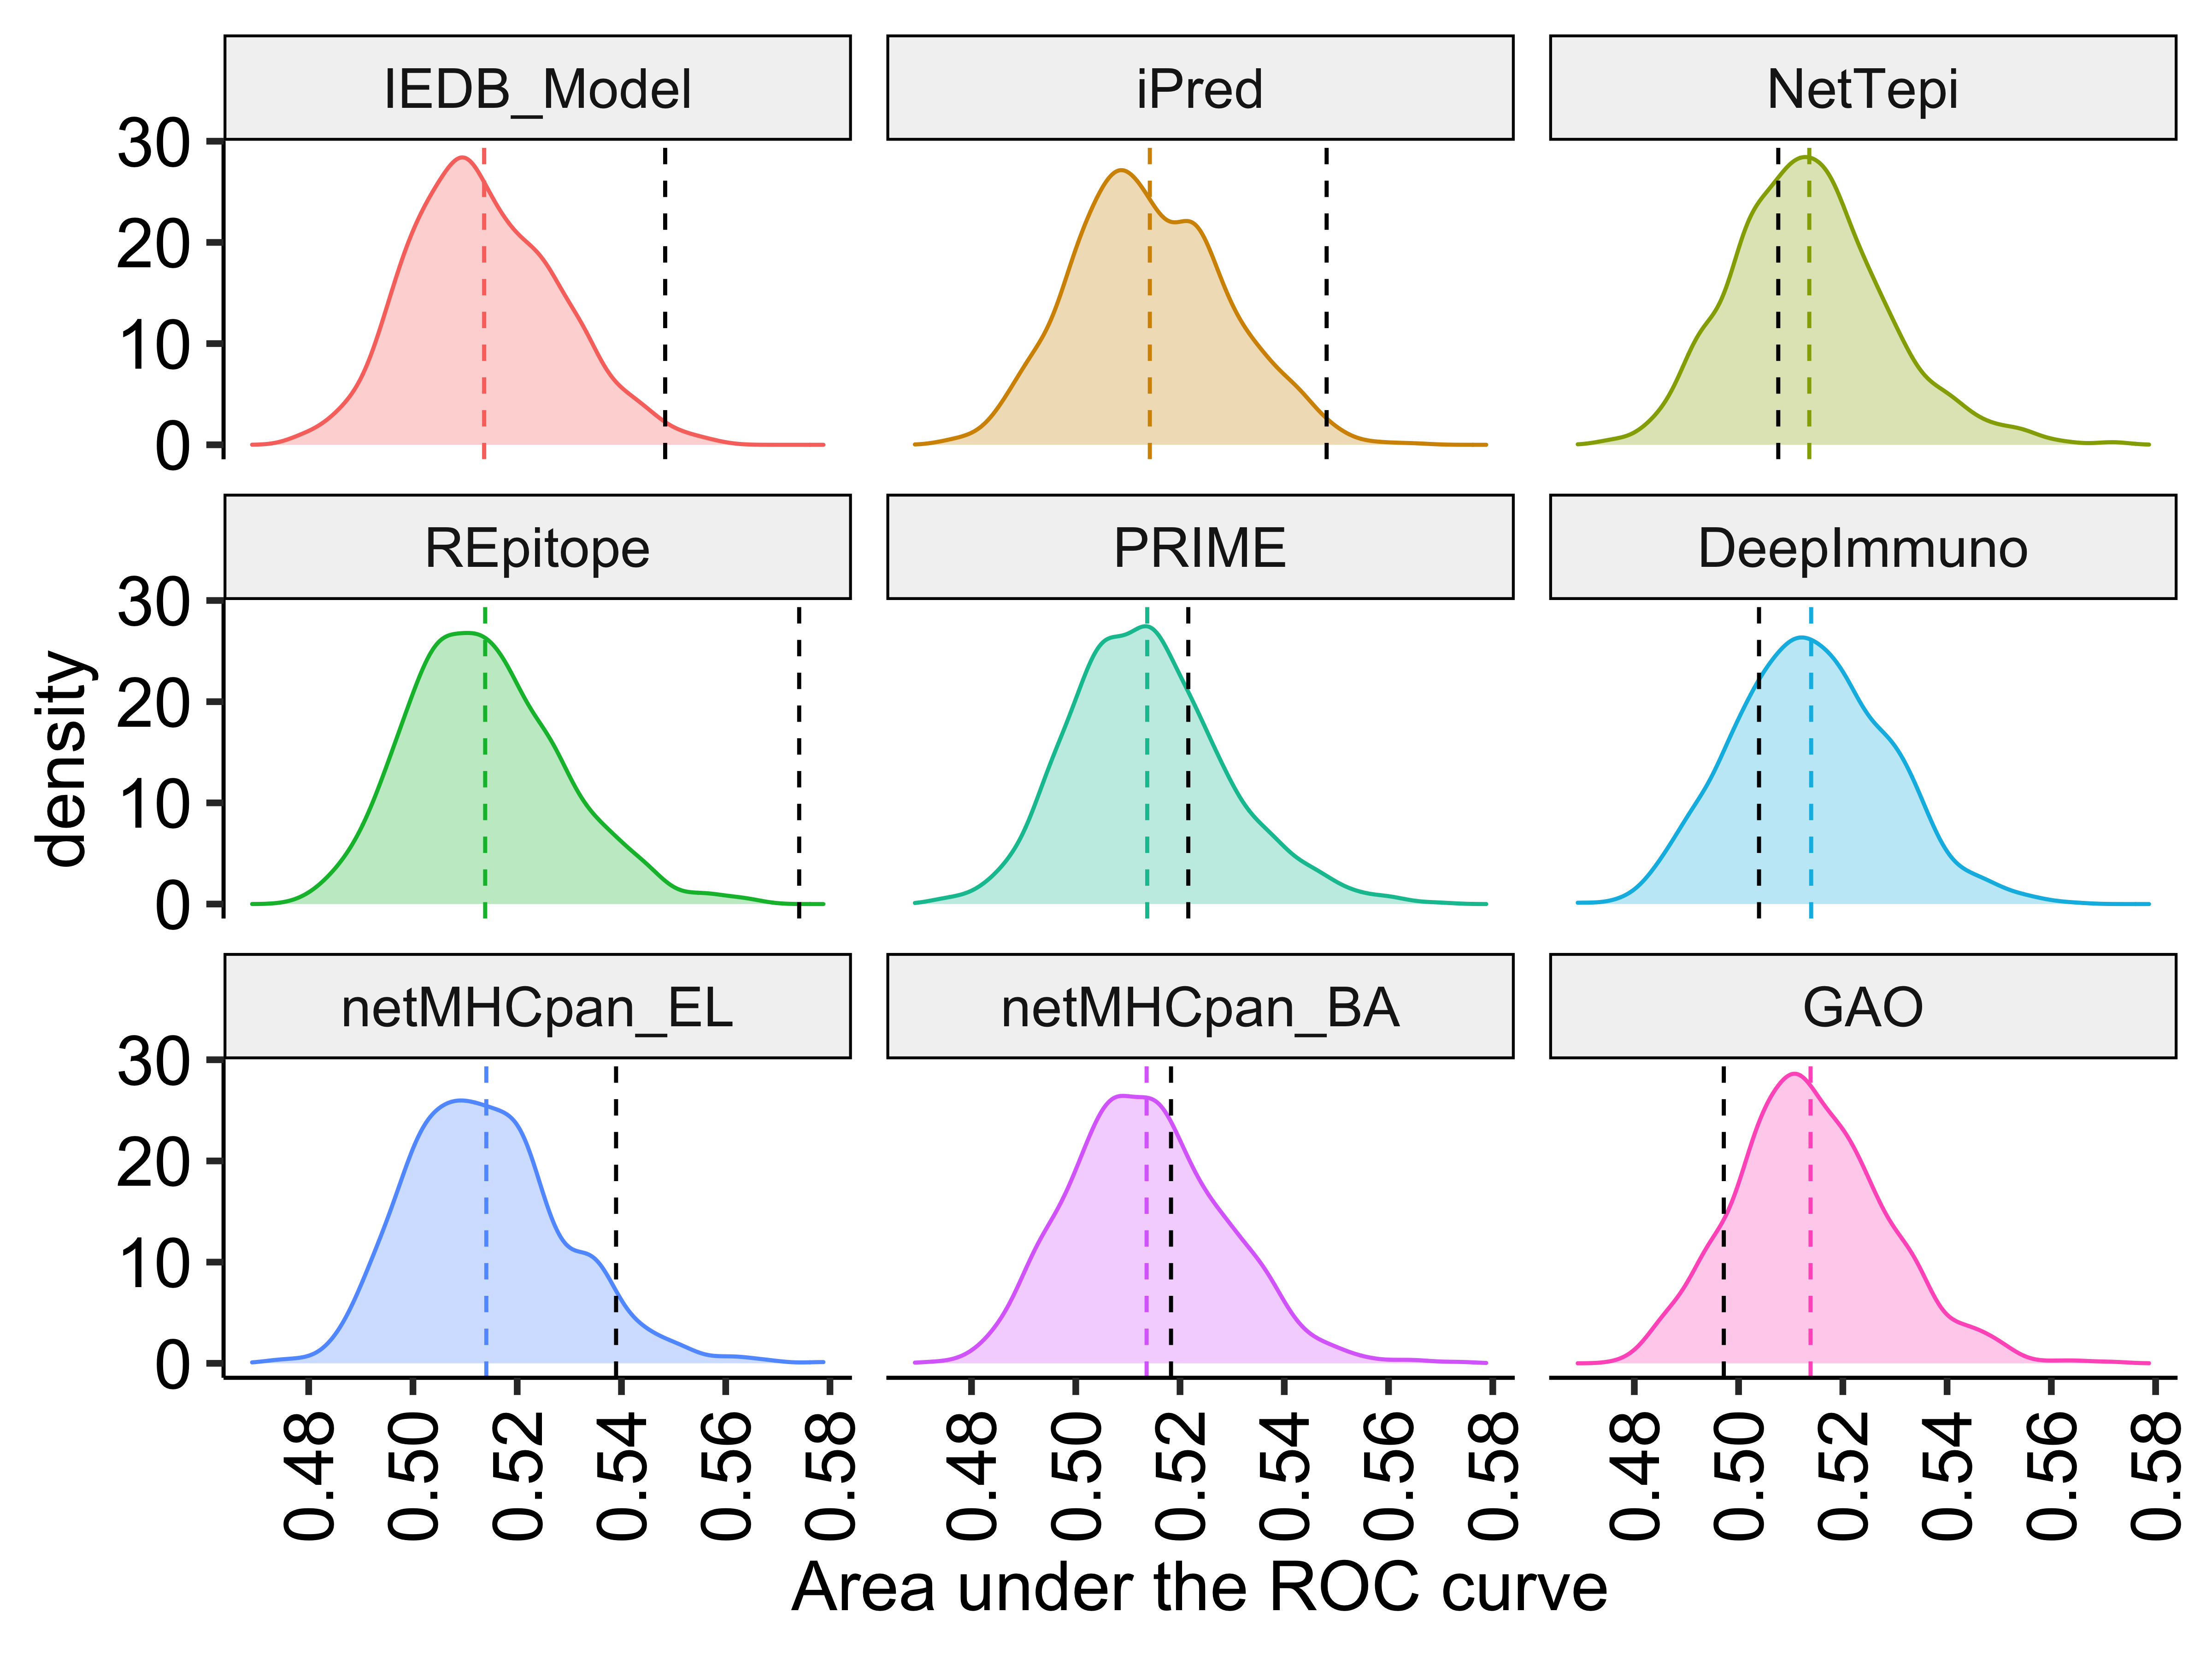 IEDB_Model
iPred
NetTepi
30
20
10
0
REpitope
PRIME
DeepImmuno
30
20
10
0
netMHCpan_EL
netMHCpan_BA
GAO
30
20
10
0
density
0.48 0.50 0.52 0.54 0.56 0.58
0.48 0.50 0.52 0.54 0.56 0.58
0.48 0.50 0.52 0.54 0.56 0.58
Area under the ROC curve